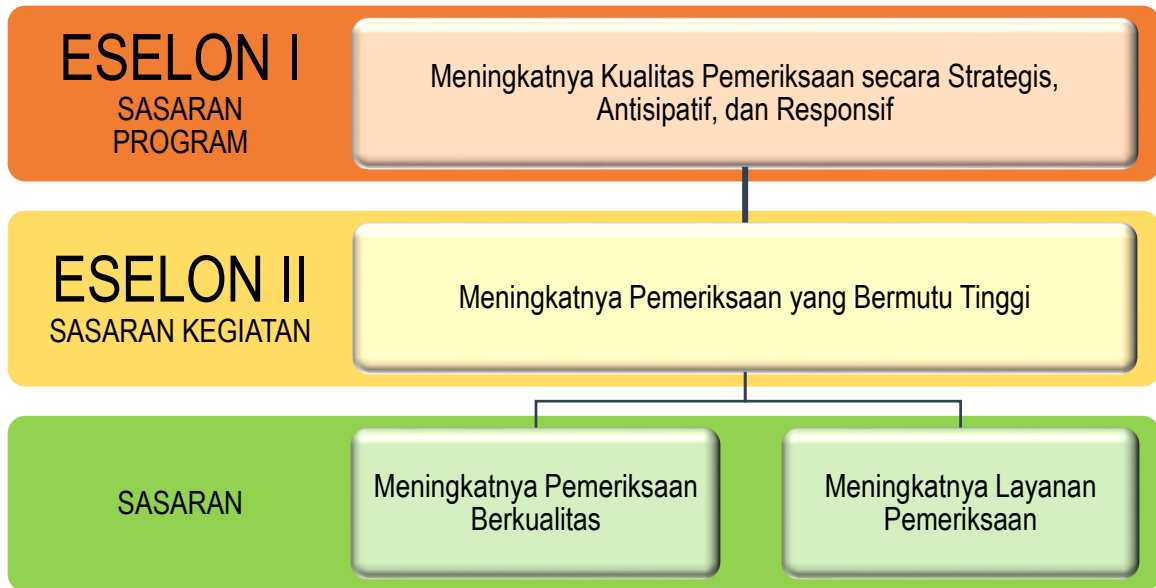 ESELON I
SASARAN
PROGRAM
Meningkatnya Kualitas Pemeriksaan secara Strategis,
Antisipatif, dan Responsif
ESELON II
SASARAN KEGIATAN
Meningkatnya Pemeriksaan yang Bermutu Tinggi
SASARAN
Meningkatnya Pemeriksaan
Berkualitas
Meningkatnya Layanan
Pemeriksaan